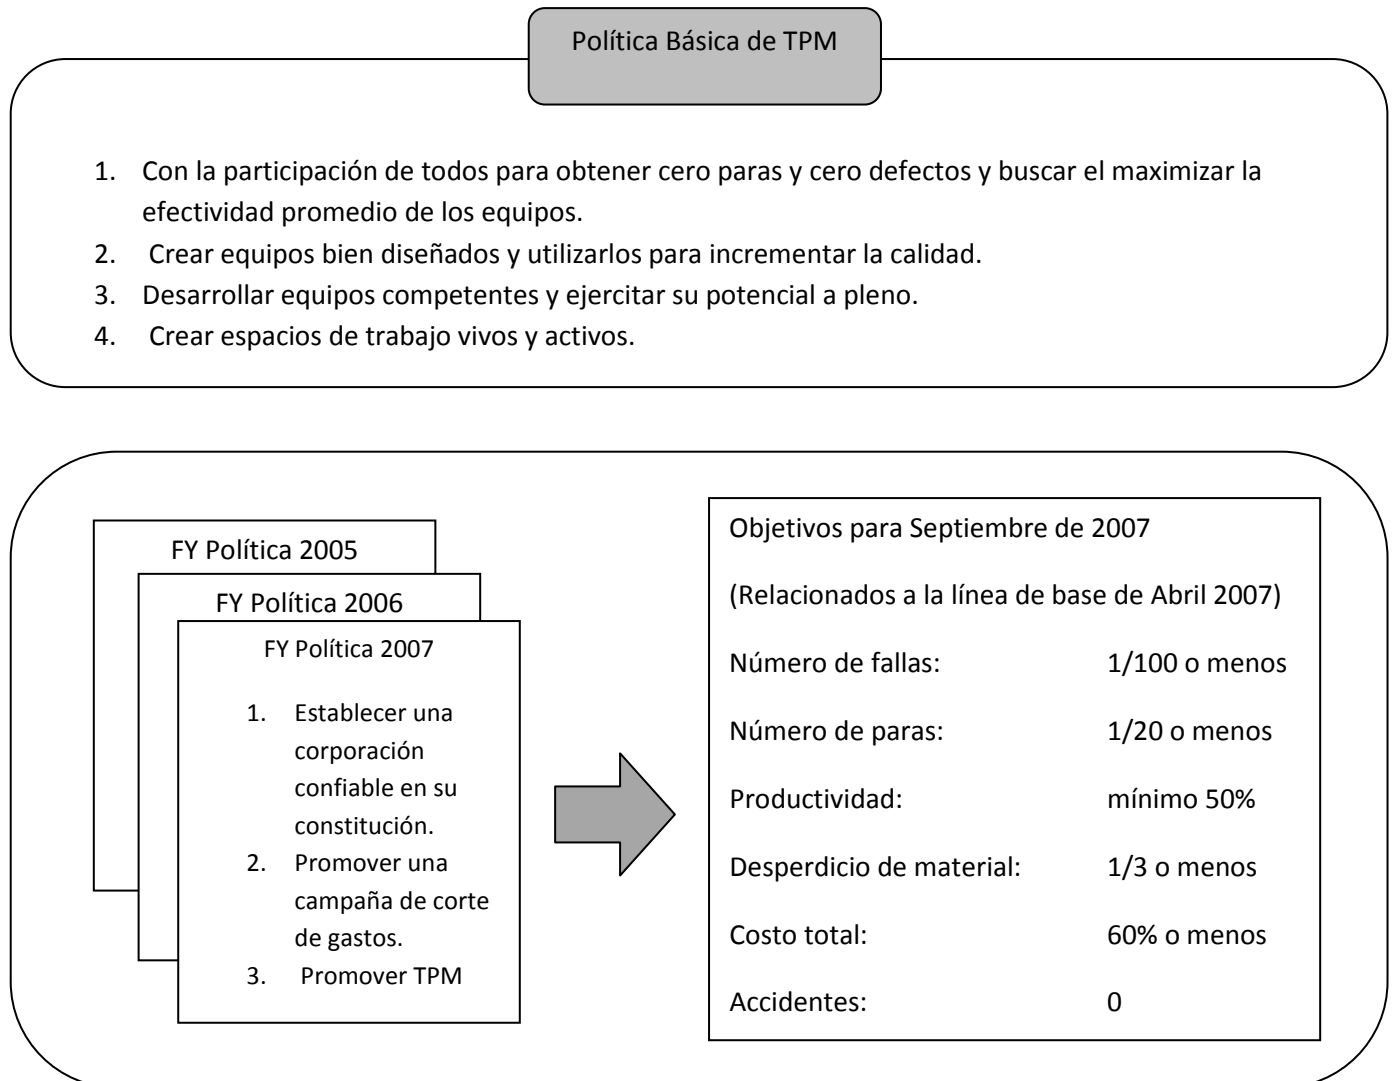 Política Básica de TPM
1. Con la participación de todos para obtener cero paras y cero defectos y buscar el maximizar la
efectividad promedio de los equipos.
2. Crear equipos bien diseñados y utilizarlos para incrementar la calidad.
3. Desarrollar equipos competentes y ejercitar su potencial a pleno.
4. Crear espacios de trabajo vivos y activos.
FY Política 2005
FY Política 2006
FY Política 2007
1. Establecer una
corporación
confiable en su
constitución.
2. Promover una
campaña de corte
de gastos.
3. Promover TPM
Objetivos para Septiembre de 2007
(Relacionados a la línea de base de Abril 2007)
Número de fallas: 1/100 o menos
Número de paras: 1/20 o menos
Productividad: mínimo 50%
Desperdicio de material: 1/3 o menos
Costo total: 60% o menos
Accidentes: 0